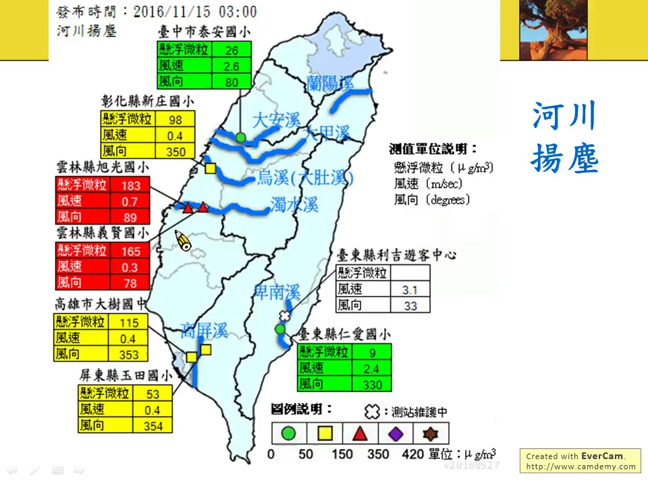 發布時間:2016/11/15 03:00
河川揚塵
臺中市泰安國小
懸浮微粒 26
風速 2.6
風向 80
彰化縣新庄國小
懸浮微粒 98
風速 0.4
風向 350
雲林縣旭光國小
懸浮微粒 183
風速 0.7
風向 89
雲林縣義賢國小
懸浮微粒 165
風速 0.3
風向 78
高雄市大樹國中
懸浮微粒 115
風速 0.4
風向 353
屏東縣玉田國小
懸浮微粒 53
風速 0.4
風向 354
蘭陽溪
大安溪
大甲溪
烏溪(大肚溪)
濁水溪
卑南溪
高屏溪
河川
揚塵
測值單位說明：
懸浮微粒（μg/m³）
風速（m/sec）
風向（degrees）
臺東縣利吉遊客中心
懸浮微粒
風速 3.1
風向 33
臺東縣仁愛國小
懸浮微粒 9
風速 2.4
風向 330
圖例說明：
：測站維護中
0 50 150 350 420 單位：μg/m³
v20160527
Created with EverCam.
http://www.camdemy.com